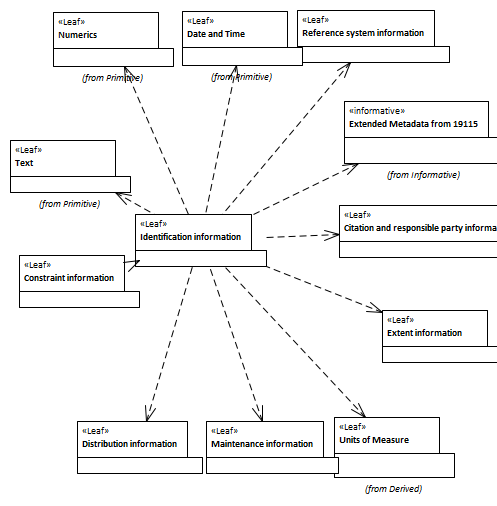 «Leaf»
Numerics
(from Primitive)
«Leaf»
Date and Time
(from Primitive)
«Leaf»
Reference system information
«informative»
Extended Metadata from 19115
(from Informative)
«Leaf»
Text
(from Primitive)
«Leaf»
Identification information
«Leaf»
Citation and responsible party informa
«Leaf»
Constraint information
«Leaf»
Extent information
«Leaf»
Distribution information
«Leaf»
Maintenance information
«Leaf»
Units of Measure
(from Derived)